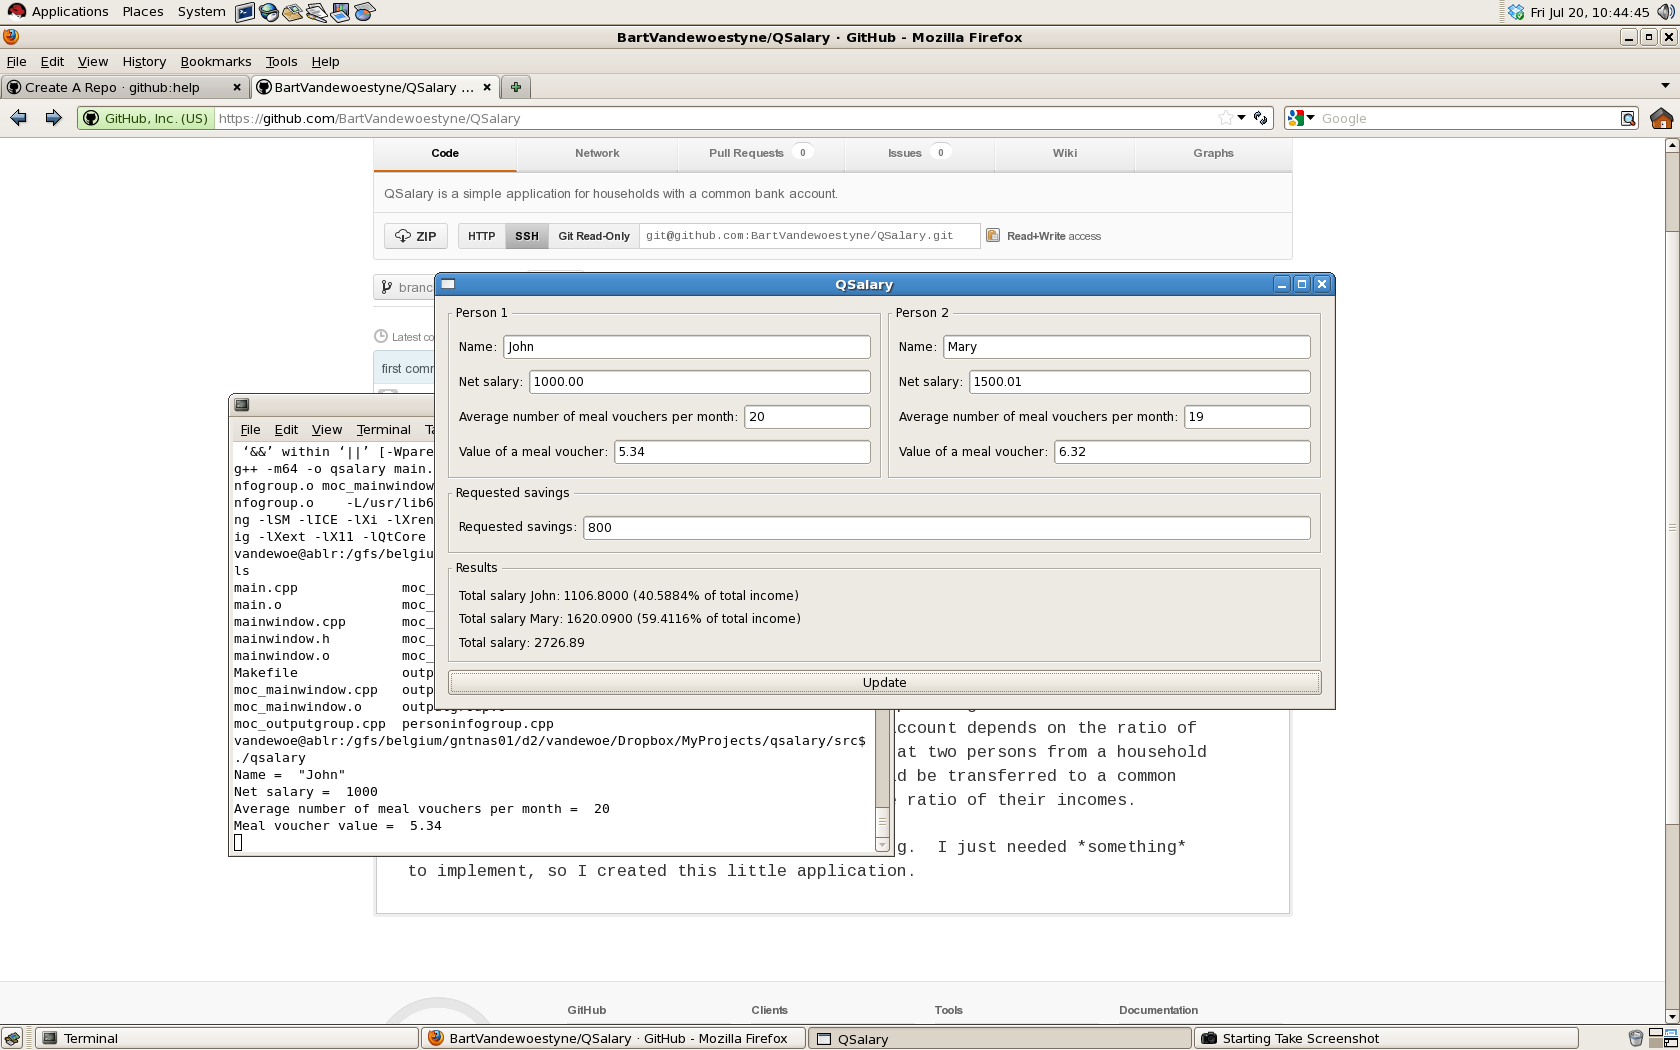 Applications Places System
Fri Jul 20, 10:44:45
BartVandewoestyne/QSalary · GitHub - Mozilla Firefox
File Edit View History Bookmarks Tools Help
Create A Repo · github:help
BartVandewoestyne/QSalary ...
GitHub, Inc. (US)
https://github.com/BartVandewoestyne/QSalary
Google
Code Network Pull Requests 0 Issues 0 Wiki Graphs
QSalary is a simple application for households with a common bank account.
ZIP HTTP SSH Git Read-Only git@github.com:BartVandewoestyne/QSalary.git Read+Write access
branc
Latest co
first comm
QSalary
Person 1
Name: John
Net salary: 1000.00
Average number of meal vouchers per month: 20
Value of a meal voucher: 5.34
Person 2
Name: Mary
Net salary: 1500.01
Average number of meal vouchers per month: 19
Value of a meal voucher: 6.32
Requested savings
Requested savings: 800
Results
Total salary John: 1106.8000 (40.5884% of total income)
Total salary Mary: 1620.0900 (59.4116% of total income)
Total salary: 2726.89
Update
File Edit View Terminal Ta
‘&&’ within ‘||’ [-Wpare
g++ -m64 -o qsalary main.
nfogroup.o moc_mainwindow
nfogroup.o    -L/usr/lib6
ng -lSM -lICE -lXi -lXren
ig -lXext -lX11 -lQtCore
vandewoe@ablr:/gfs/belgiu
ls
main.cpp moc_
main.o moc_
mainwindow.cpp moc_
mainwindow.h moc_
mainwindow.o moc_
Makefile outp
moc_mainwindow.cpp outp
moc_mainwindow.o
moc_outputgroup.cpp personinfogroup.cpp
vandewoe@ablr:/gfs/belgium/gntnas01/d2/vandewoe/Dropbox/MyProjects/qsalary/src$
./qsalary
Name =  "John"
Net salary =  1000
Average number of meal vouchers per month =  20
Meal voucher value =  5.34
ccount depends on the ratio of
at two persons from a household
d be transferred to a common
ratio of their incomes.
g.  I just needed *something*
to implement, so I created this little application.
GitHub Clients Tools Documentation
Terminal
BartVandewoestyne/QSalary · GitHub - Mozilla Firefox
QSalary
Starting Take Screenshot